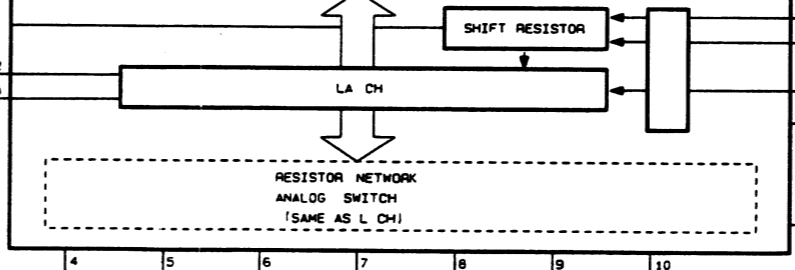 SHIFT RESISTOR
LA CH
RESISTOR NETWORK
ANALOG SWITCH
(SAME AS L CH)
4 5 6 7 8 9 10